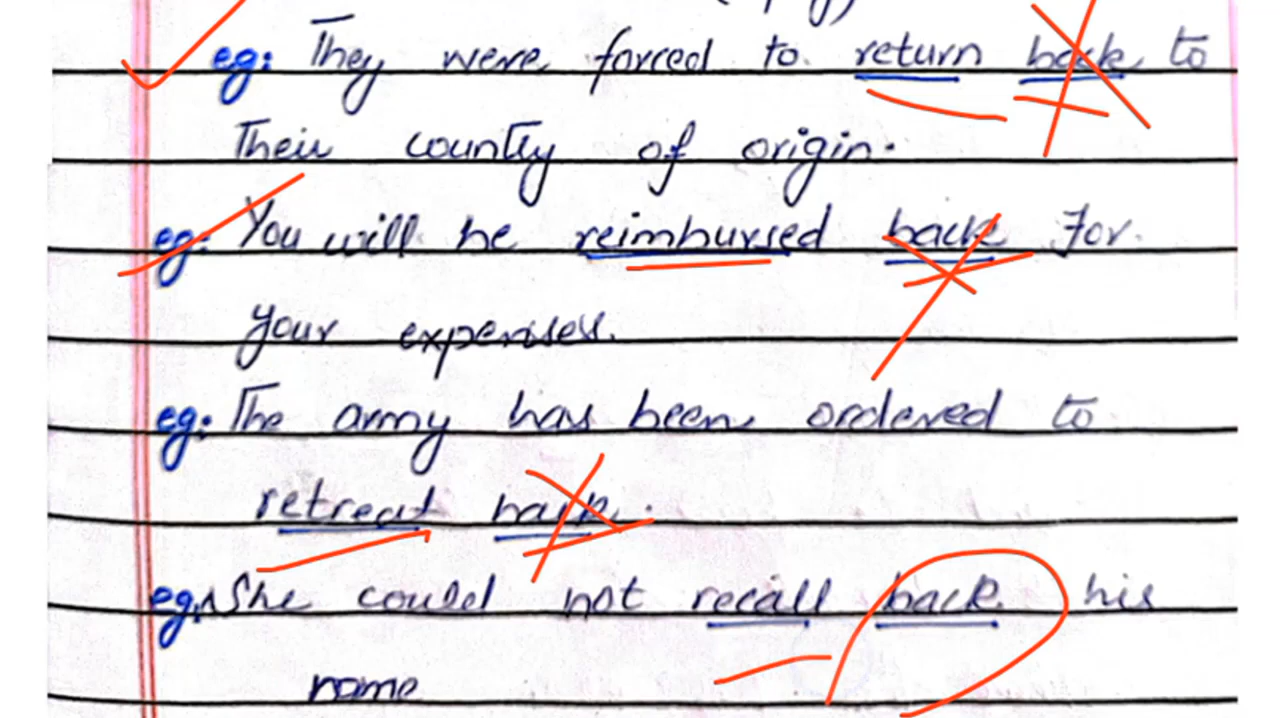 eg: They were forced to return back to
Their country of origin.
eg: You will be reimbursed back for
your expenses.
eg: The army has been ordered to
retreat back.
eg: She could not recall back his
name